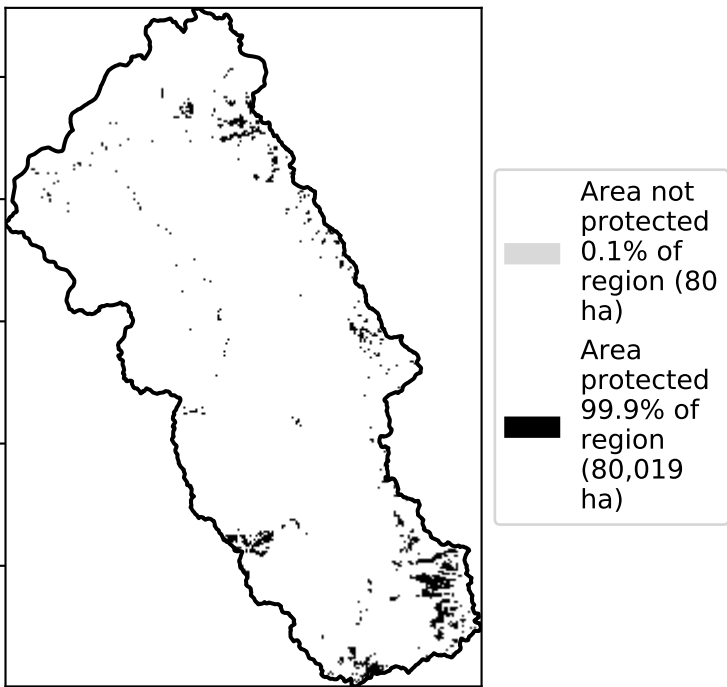 Area not
protected
0.1% of
region (80
ha)
Area
protected
99.9% of
region
(80,019
ha)